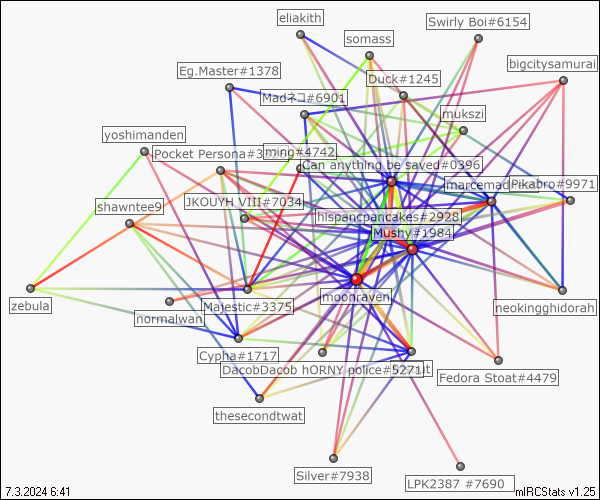 eliakith
Swirly Boi#6154
somass
bigcitysamurai
Eg.Master#1378
Duck#1245
Madネコ#6901
mukszi
yoshimanden
Pocket Persona#3
ming#4742
Can anything be saved#0396
marcemad
Pikabro#9971
JKOUYH VIII#7034
shawntee9
hispancpancakes#2928
Mushy#1984
moonraven
zebula
Majestic#3375
normalwan
neokingghidorah
Cypha#1717
DacobDacob hORNY police#5271
Fedora Stoat#4479
thesecondtwat
Silver#7938
LPK2387 #7690
7.3.2024 6:41
mIRCStats v1.25